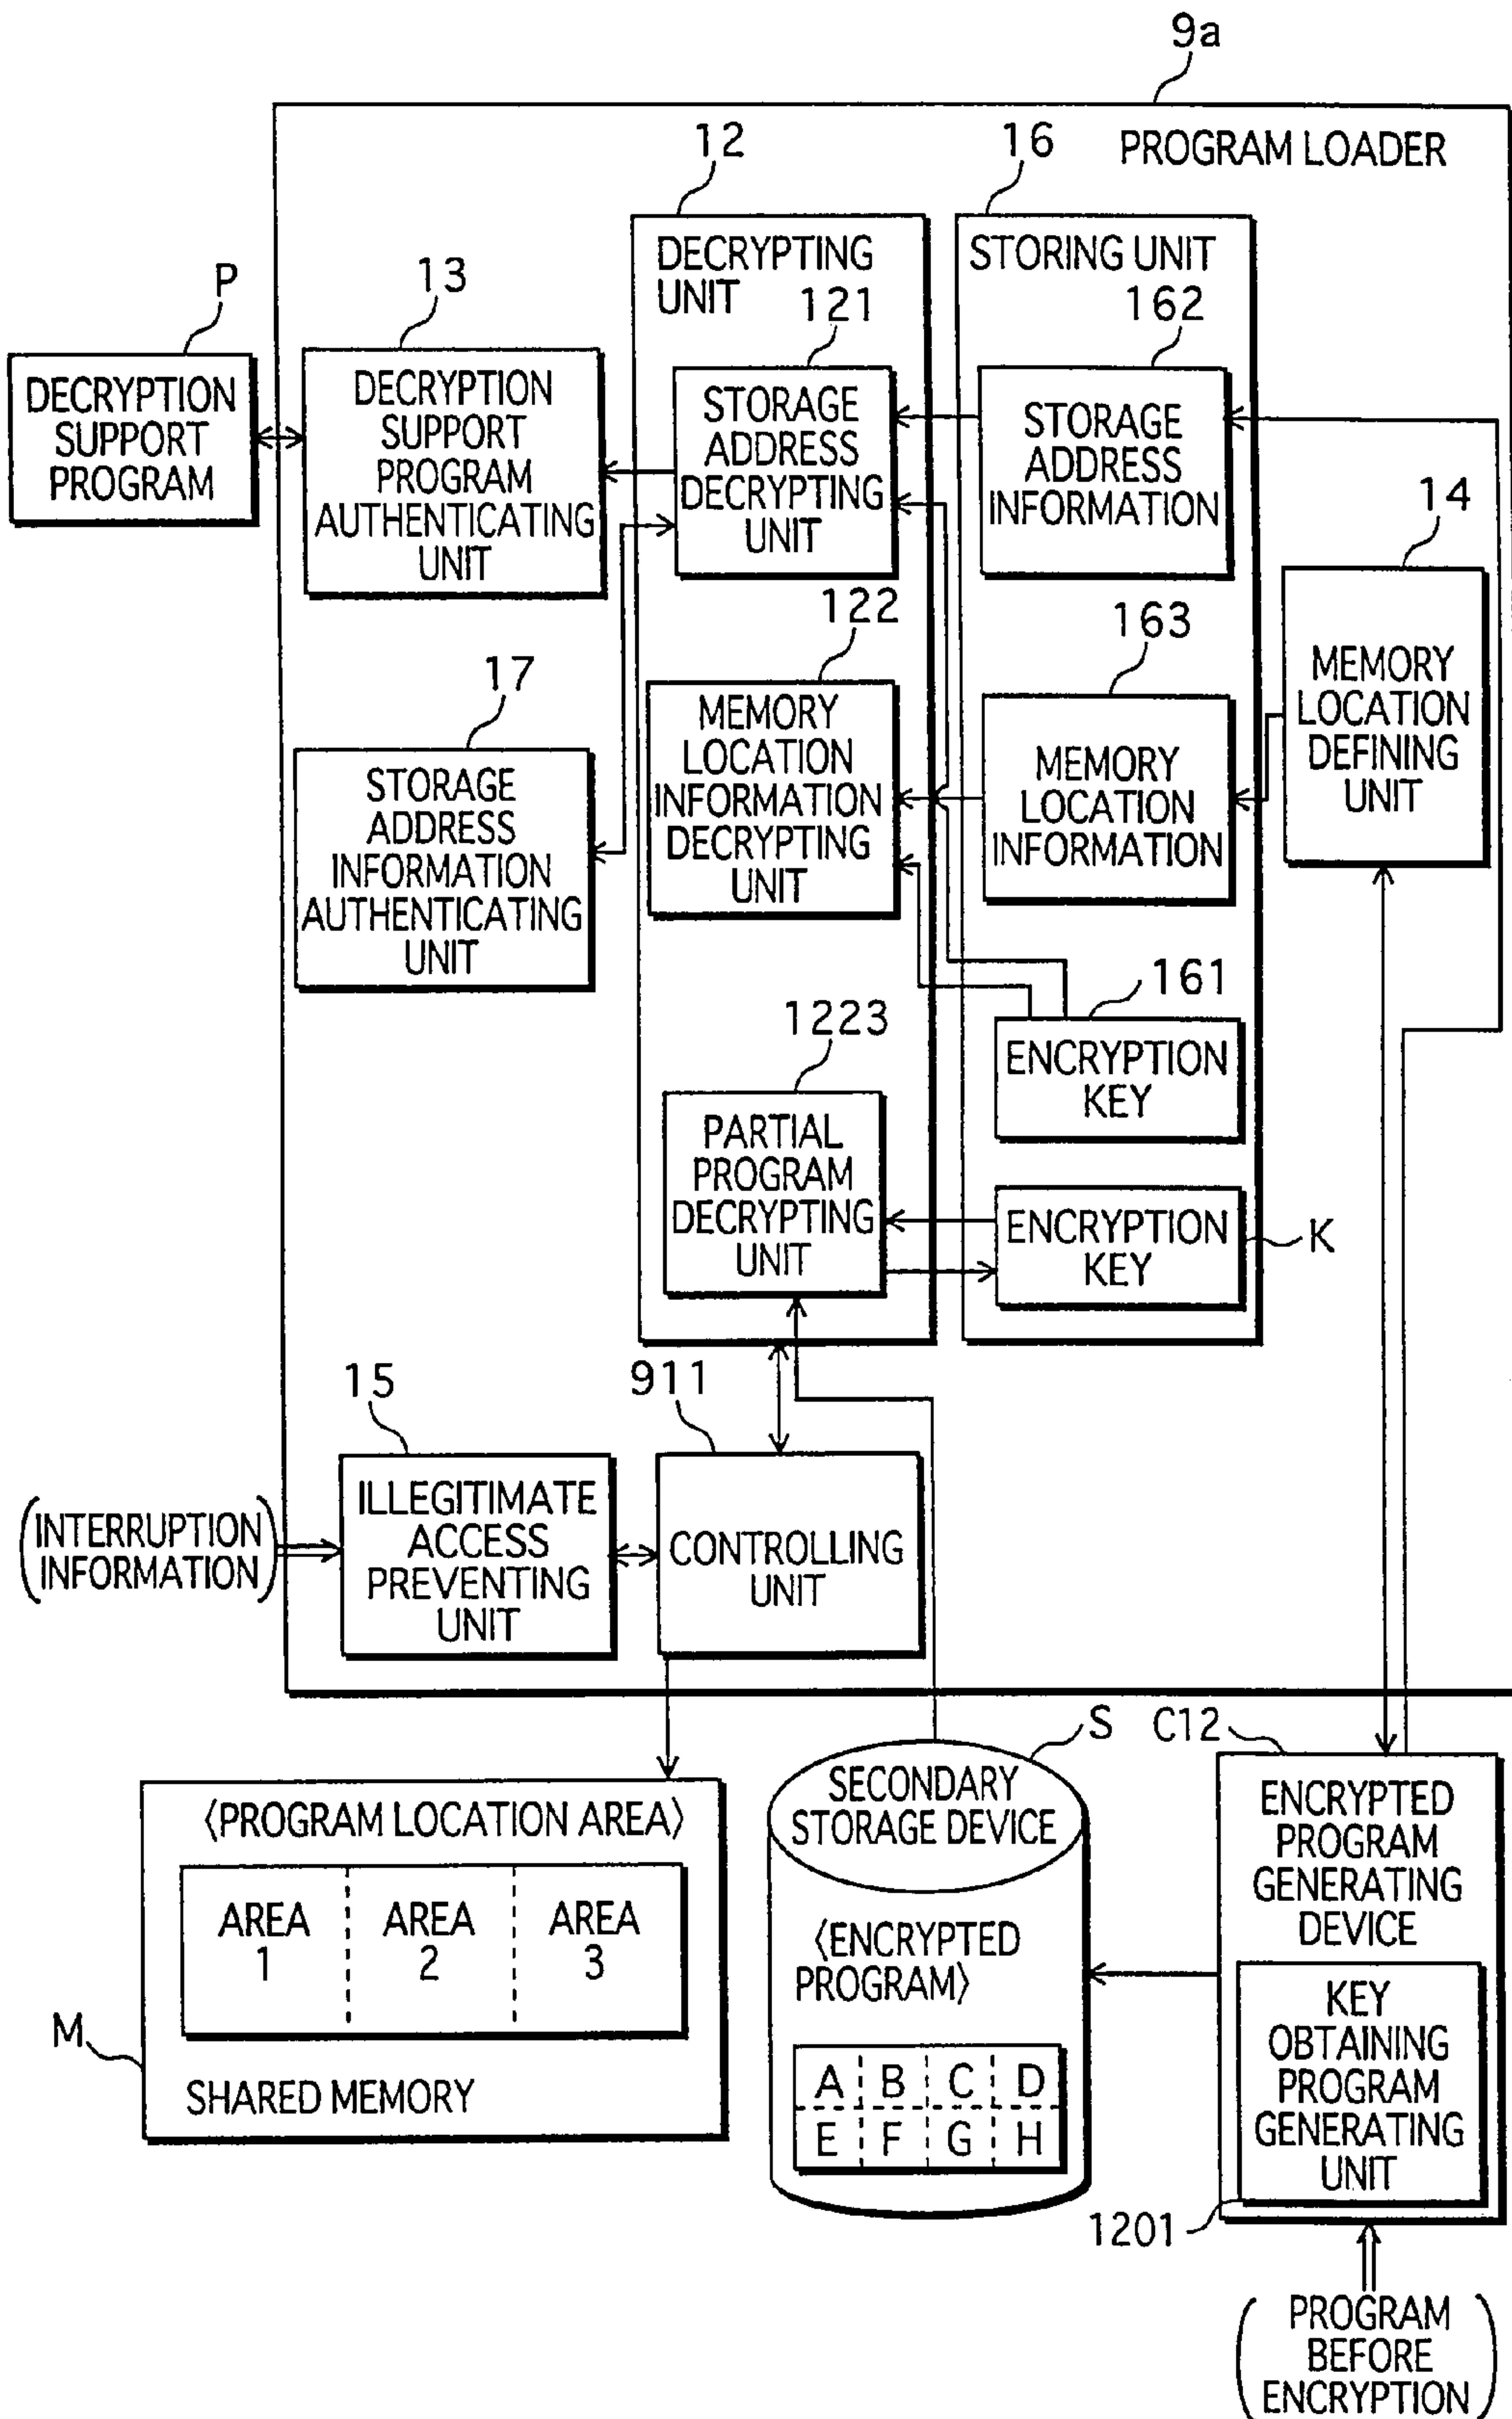 9a
PROGRAM LOADER
12
16
DECRYPTING
UNIT
STORING UNIT
P
13
121
162
DECRYPTION
SUPPORT
PROGRAM
DECRYPTION
SUPPORT
PROGRAM
AUTHENTICATING
UNIT
STORAGE
ADDRESS
DECRYPTING
UNIT
STORAGE
ADDRESS
INFORMATION
14
122
163
17
MEMORY
LOCATION
DEFINING
UNIT
MEMORY
LOCATION
INFORMATION
DECRYPTING
UNIT
MEMORY
LOCATION
INFORMATION
STORAGE
ADDRESS
INFORMATION
AUTHENTICATING
UNIT
161
1223
ENCRYPTION
KEY
PARTIAL
PROGRAM
DECRYPTING
UNIT
ENCRYPTION
KEY
K
15
911
(INTERRUPTION
INFORMATION)
ILLEGITIMATE
ACCESS
PREVENTING
UNIT
CONTROLLING
UNIT
S
C12
〈PROGRAM LOCATION AREA〉
AREA
1
AREA
2
AREA
3
M
SHARED MEMORY
SECONDARY
STORAGE DEVICE
〈ENCRYPTED
PROGRAM〉
A B C D
E F G H
ENCRYPTED
PROGRAM
GENERATING
DEVICE
KEY
OBTAINING
PROGRAM
GENERATING
UNIT
1201
(PROGRAM
BEFORE
ENCRYPTION)